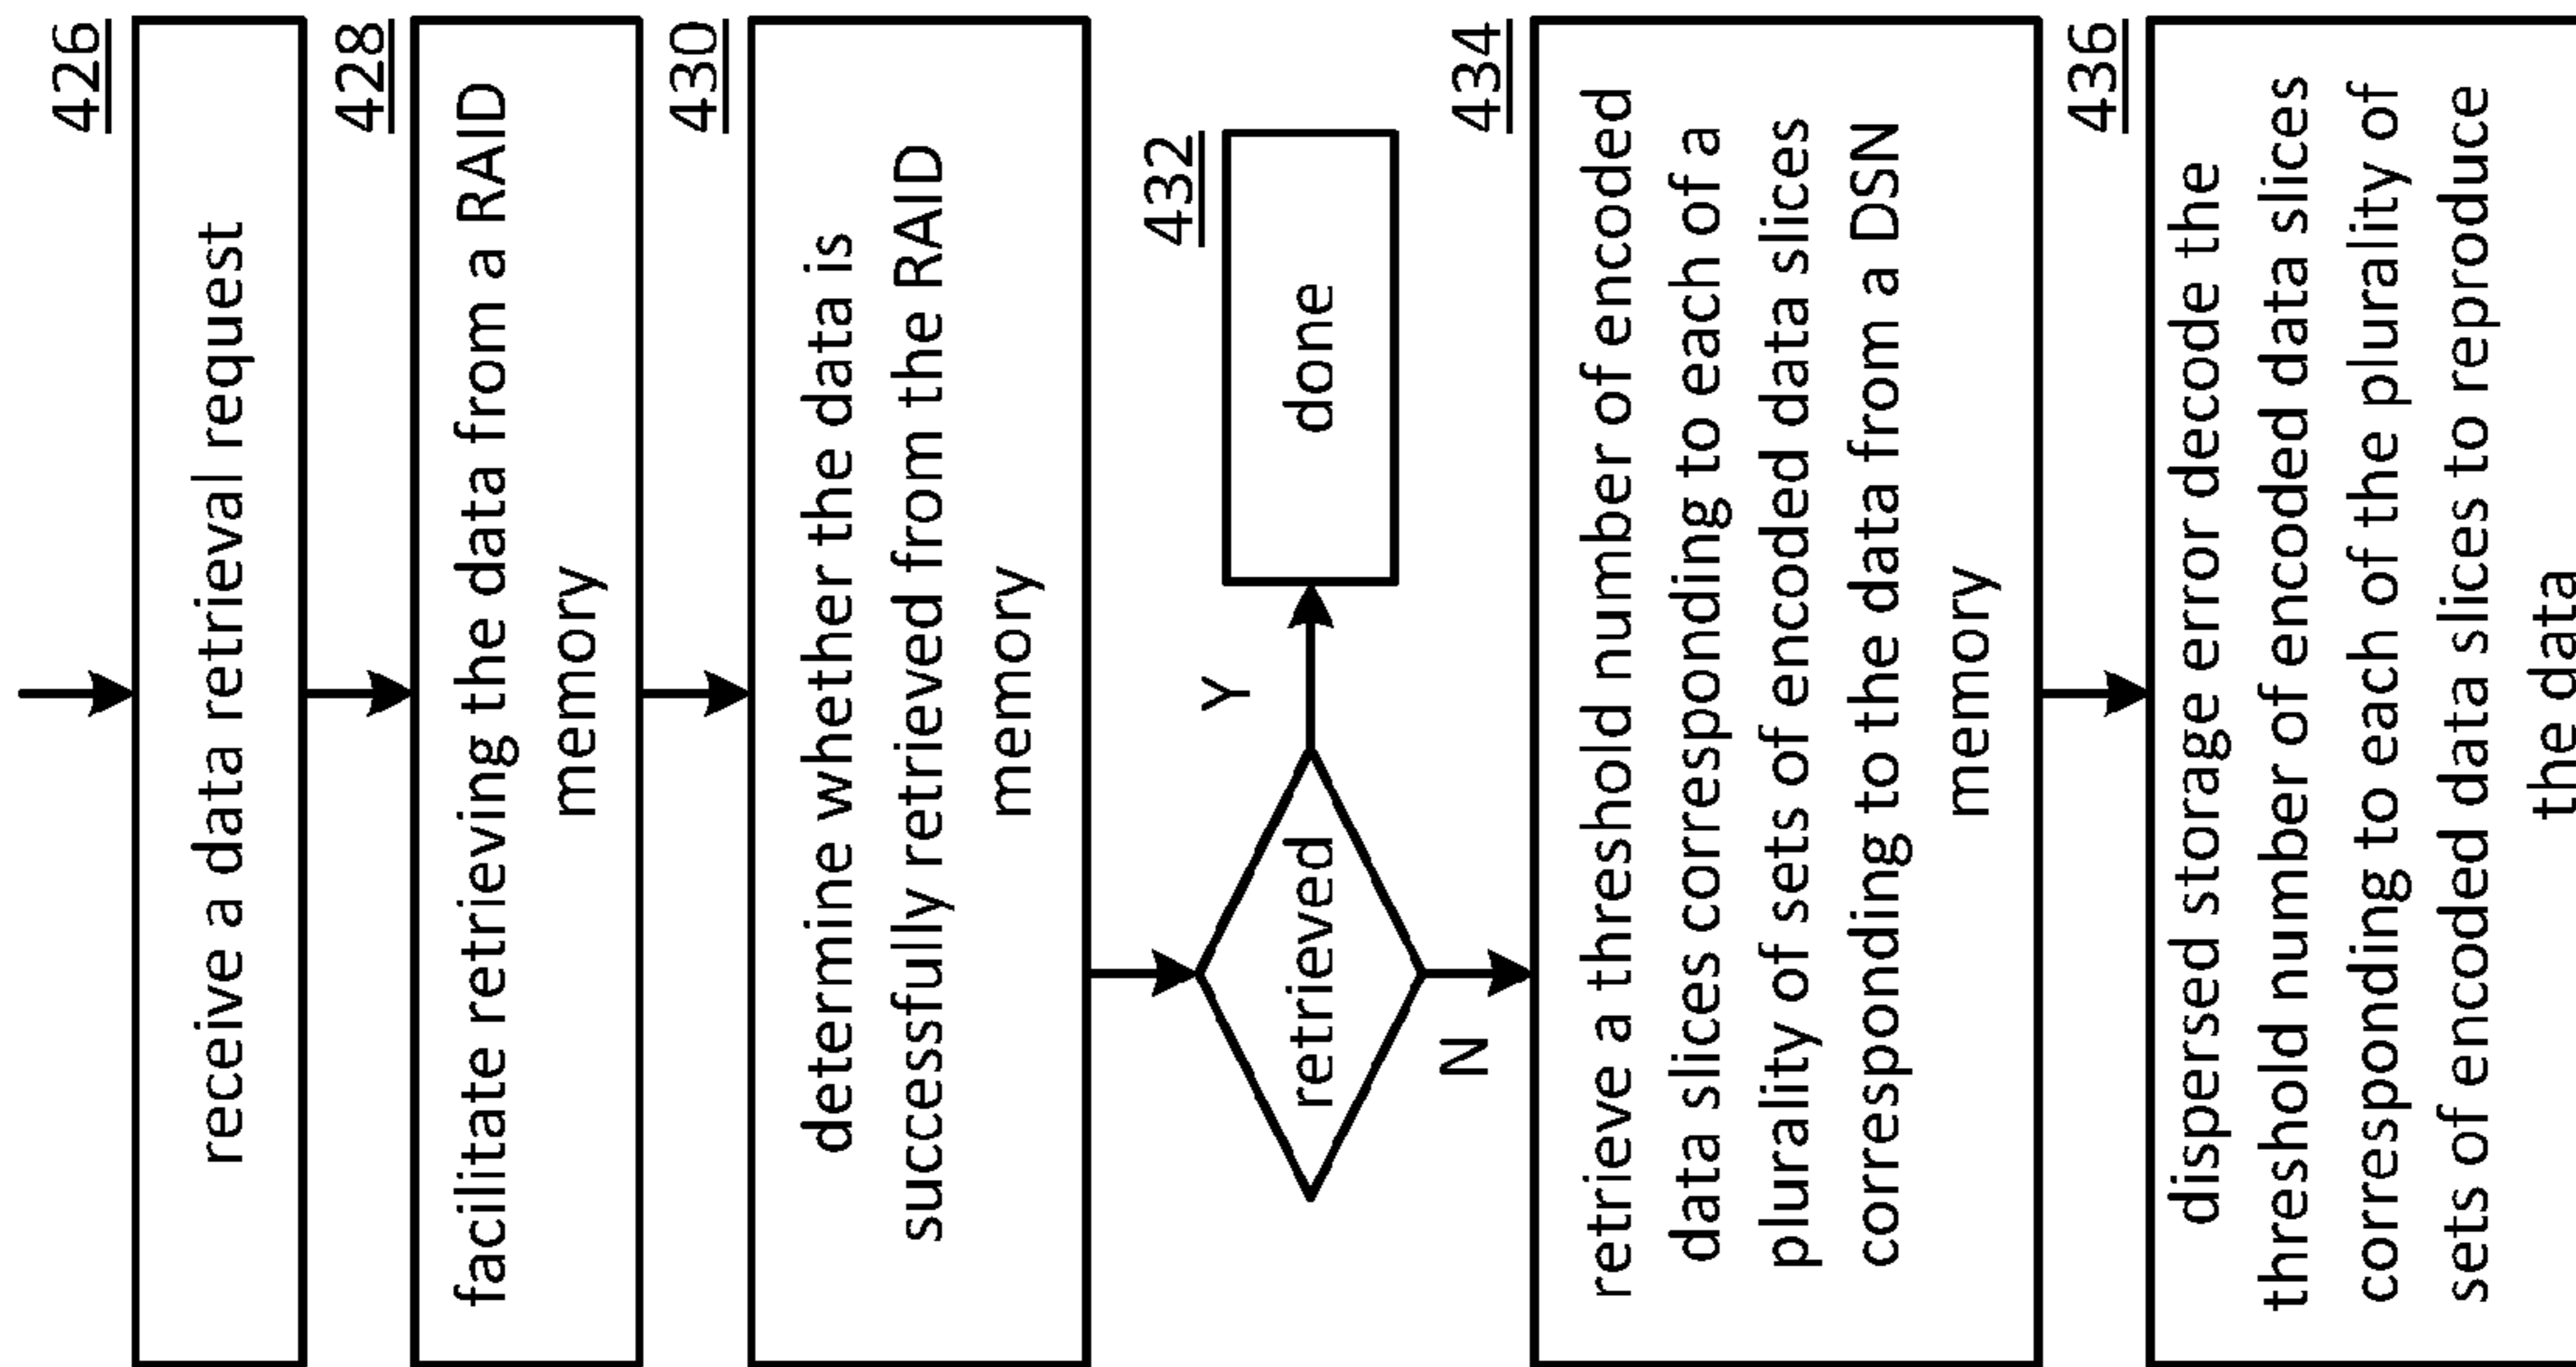 426
receive a data retrieval request
428
facilitate retrieving the data from a RAID
memory
430
determine whether the data is
successfully retrieved from the RAID
memory
retrieved
Y
432
done
N
434
retrieve a threshold number of encoded
data slices corresponding to each of a
plurality of sets of encoded data slices
corresponding to the data from a DSN
memory
436
dispersed storage error decode the
threshold number of encoded data slices
corresponding to each of the plurality of
sets of encoded data slices to reproduce
the data